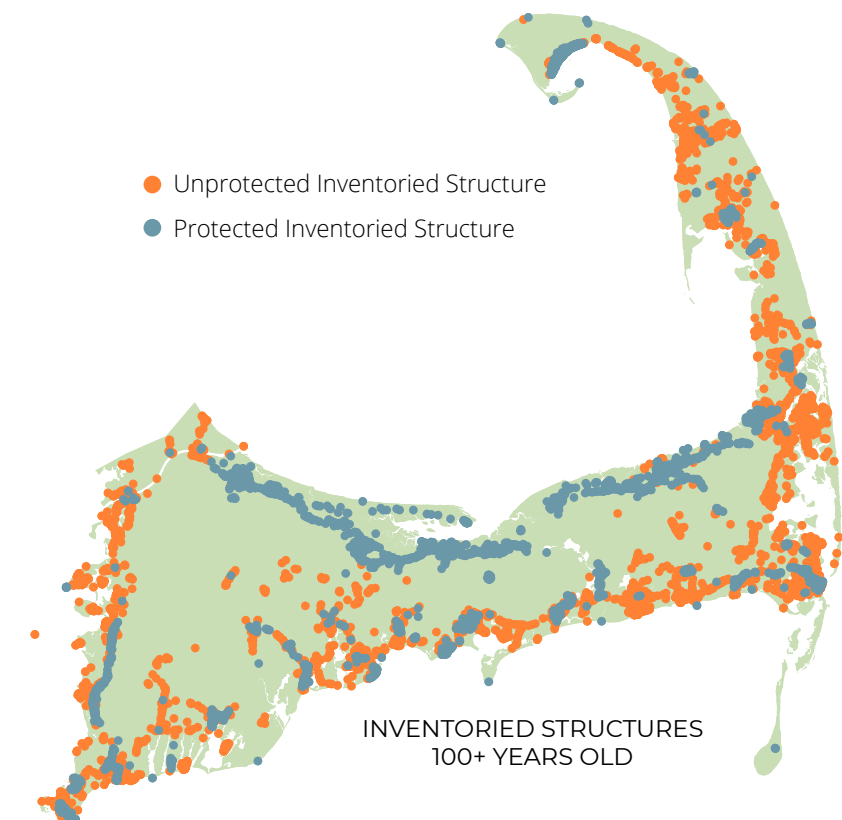 Unprotected Inventoried Structure
Protected Inventoried Structure
INVENTORIED STRUCTURES
100+ YEARS OLD